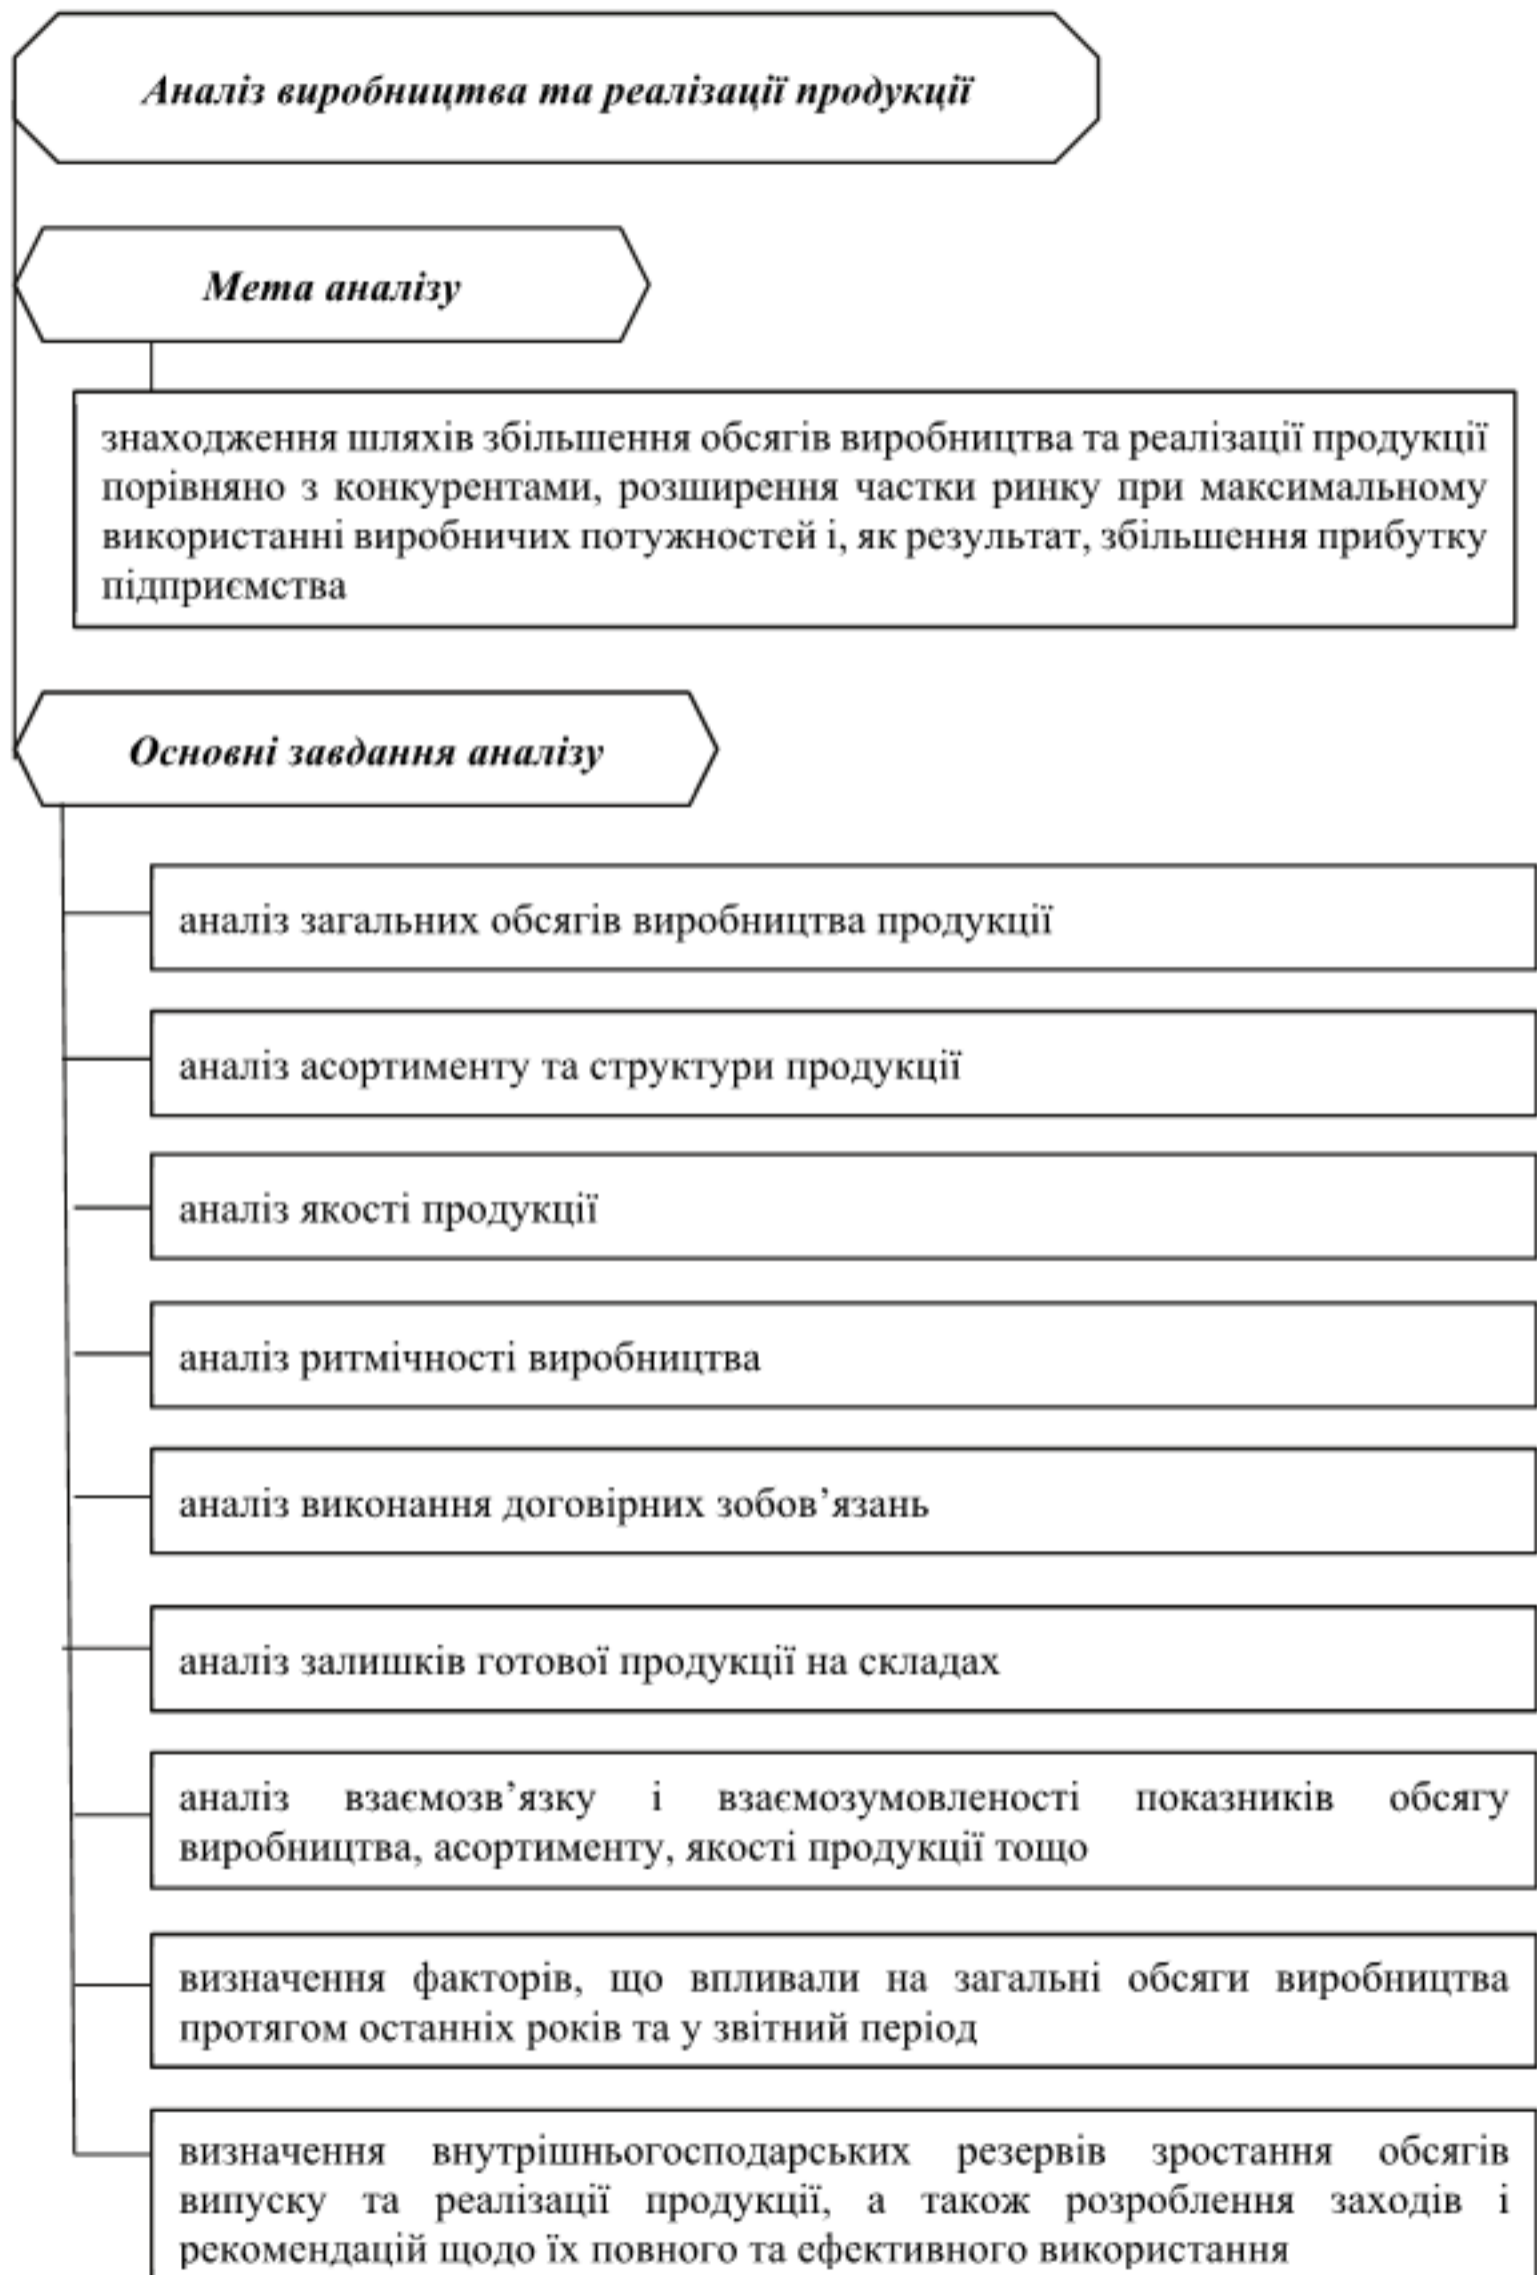 Аналіз виробництва та реалізації продукції
Мета аналізу
знаходження шляхів збільшення обсягів виробництва та реалізації продукції
порівняно з конкурентами, розширення частки ринку при максимальному
використанні виробничих потужностей і, як результат, збільшення прибутку
підприємства
Основні завдання аналізу
аналіз загальних обсягів виробництва продукції
аналіз асортименту та структури продукції
аналіз якості продукції
аналіз ритмічності виробництва
аналіз виконання договірних зобов’язань
аналіз залишків готової продукції на складах
аналіз взаємозв’язку і взаємозумовленості показників обсягу
виробництва, асортименту, якості продукції тощо
визначення факторів, що впливали на загальні обсяги виробництва
протягом останніх років та у звітний період
визначення внутрішньогосподарських резервів зростання обсягів
випуску та реалізації продукції, а також розроблення заходів і
рекомендацій щодо їх повного та ефективного використання